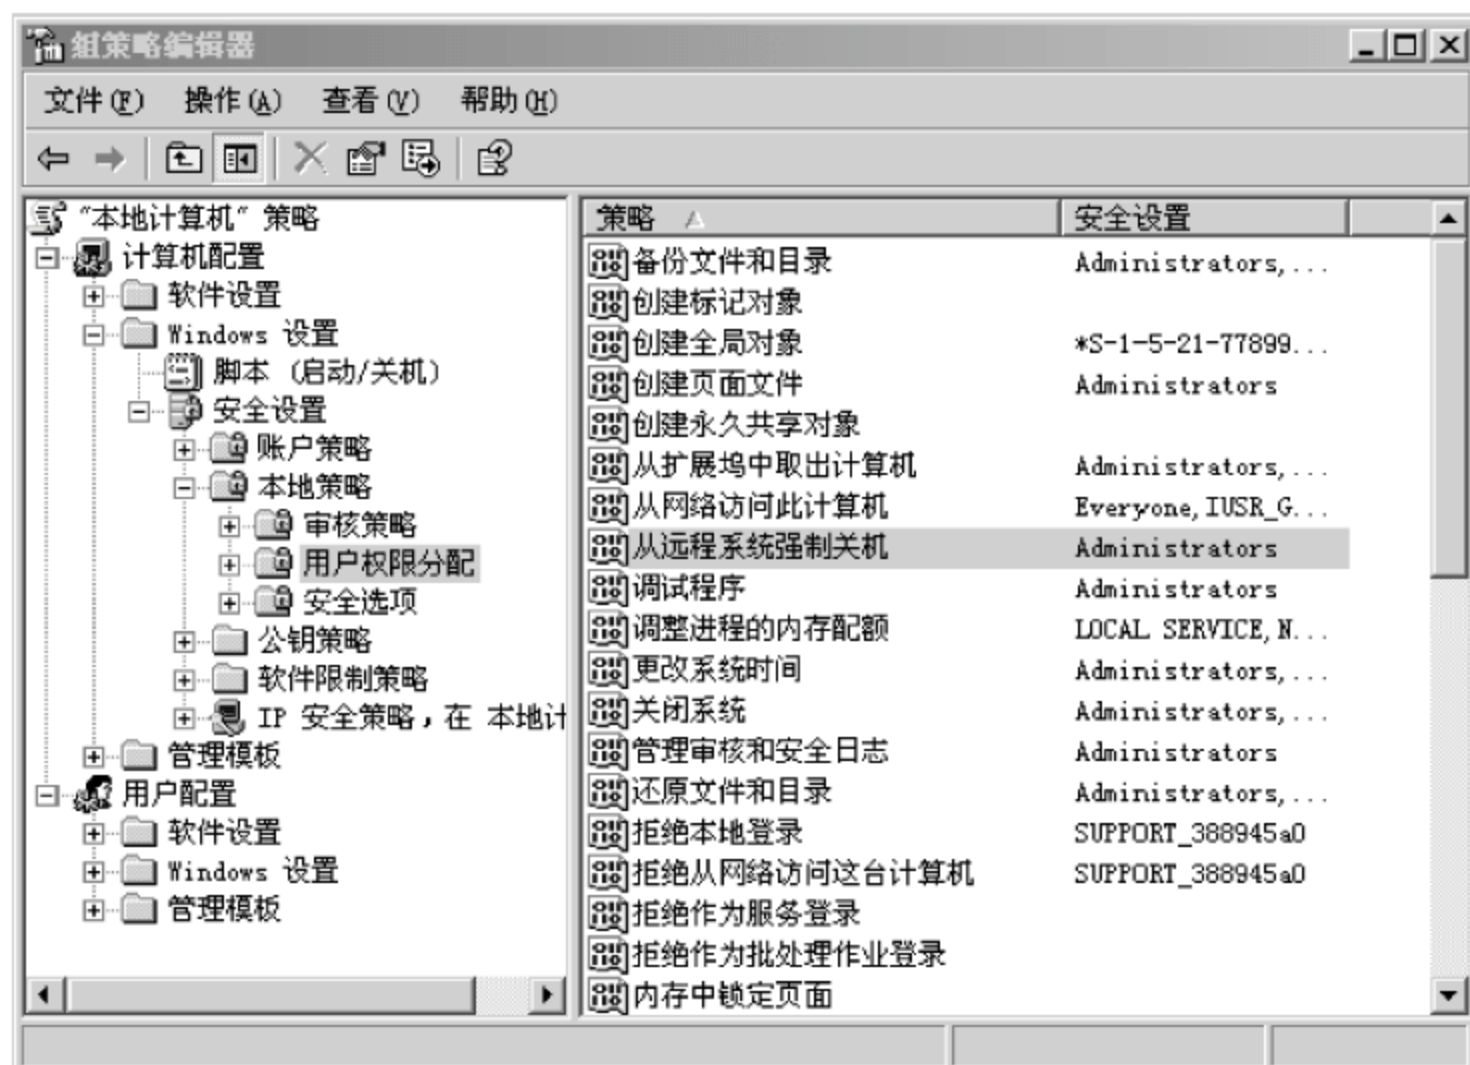 组策略编辑器
文件(F) 操作(A) 查看(V) 帮助(H)
"本地计算机" 策略
计算机配置
软件设置
Windows 设置
脚本 (启动/关机)
安全设置
账户策略
本地策略
审核策略
用户权限分配
安全选项
公钥策略
软件限制策略
IP 安全策略，在 本地计
管理模板
用户配置
软件设置
Windows 设置
管理模板
策略 安全设置
备份文件和目录 Administrators,...
创建标记对象
创建全局对象 *S-1-5-21-77899...
创建页面文件 Administrators
创建永久共享对象
从扩展坞中取出计算机 Administrators,...
从网络访问此计算机 Everyone,IUSR_G...
从远程系统强制关机 Administrators
调试程序 Administrators
调整进程的内存配额 LOCAL SERVICE,N...
更改系统时间 Administrators,...
关闭系统 Administrators,...
管理审核和安全日志 Administrators
还原文件和目录 Administrators,...
拒绝本地登录 SUPPORT_388945a0
拒绝从网络访问这台计算机 SUPPORT_388945a0
拒绝作为服务登录
拒绝作为批处理作业登录
内存中锁定页面